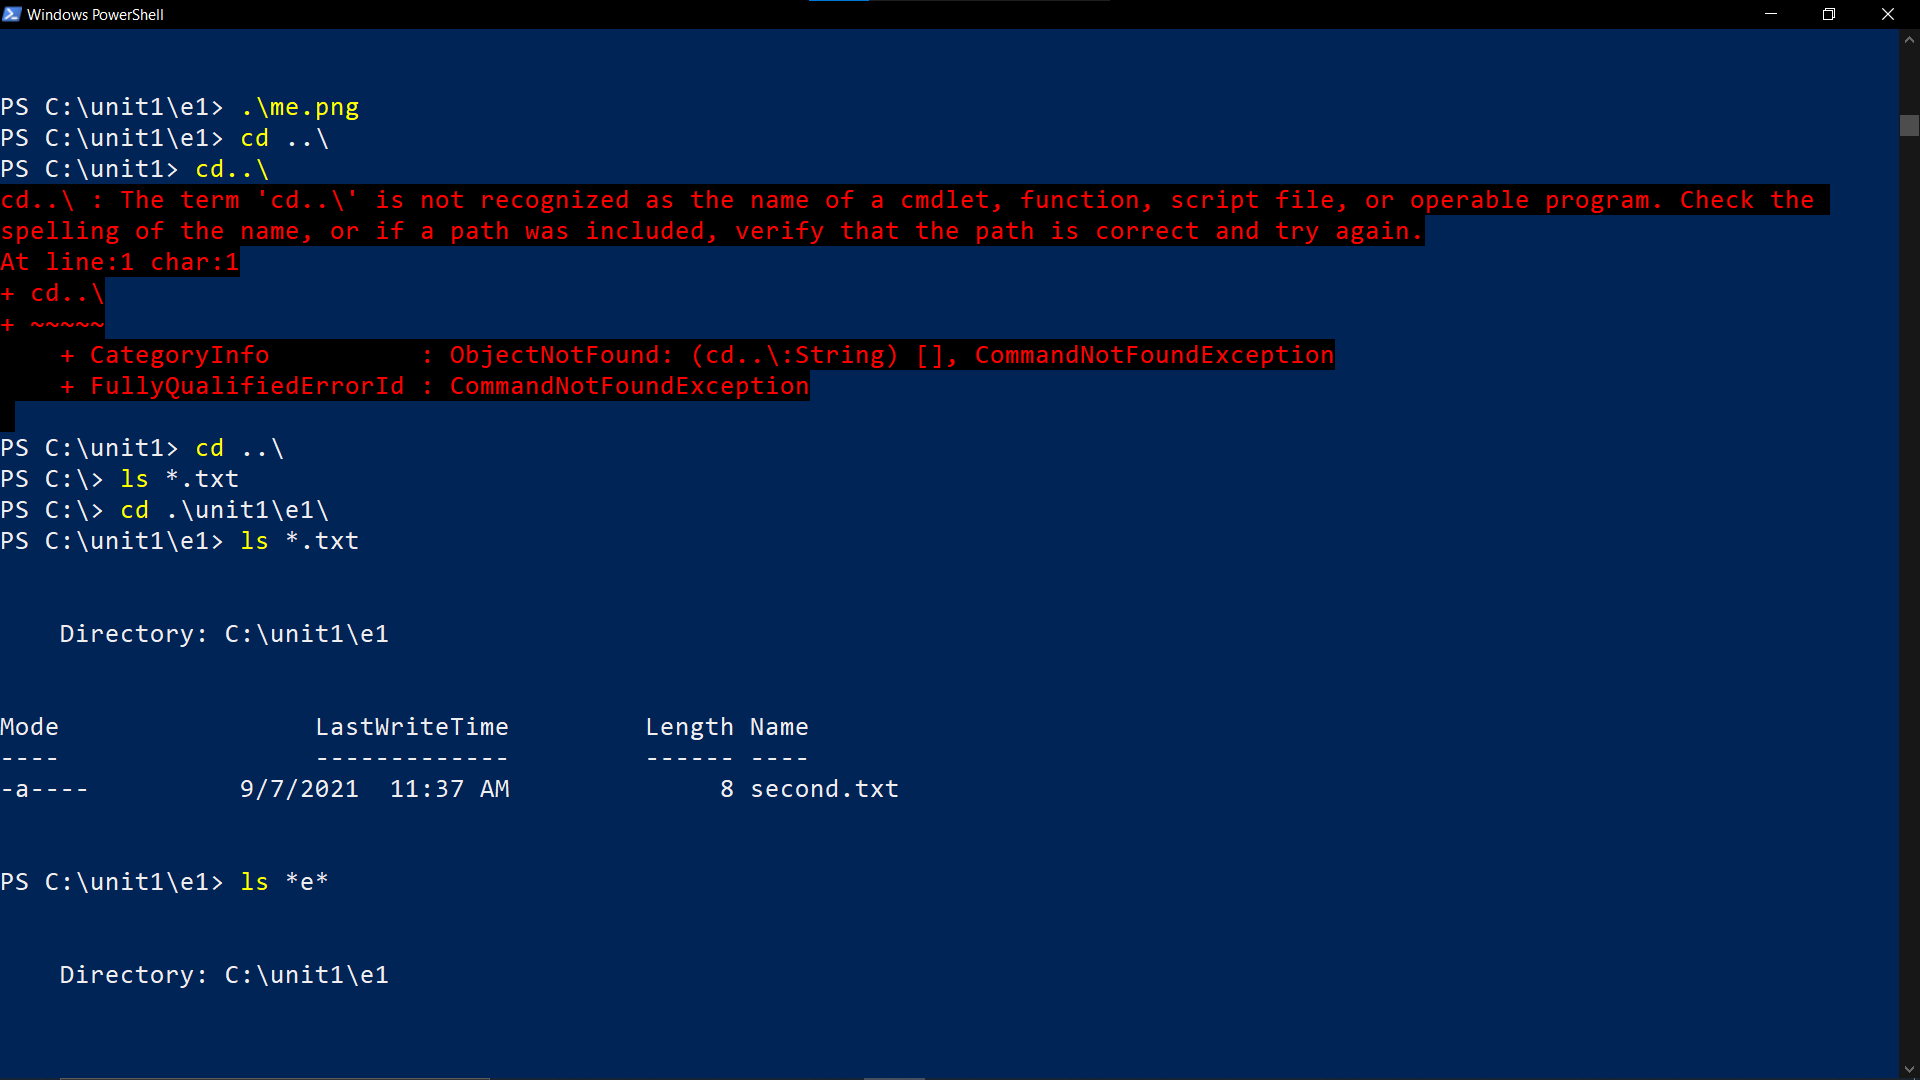 Windows PowerShell
PS C:\unit1\e1> .\me.png
PS C:\unit1\e1> cd ..\
PS C:\unit1> cd..\
cd..\ : The term 'cd..\' is not recognized as the name of a cmdlet, function, script file, or operable program. Check the
spelling of the name, or if a path was included, verify that the path is correct and try again.
At line:1 char:1
+ cd..\
+ ~~~~~
    + CategoryInfo          : ObjectNotFound: (cd..\:String) [], CommandNotFoundException
    + FullyQualifiedErrorId : CommandNotFoundException
PS C:\unit1> cd ..\
PS C:\> ls *.txt
PS C:\> cd .\unit1\e1\
PS C:\unit1\e1> ls *.txt
    Directory: C:\unit1\e1
Mode                 LastWriteTime         Length Name
----                 -------------         ------ ----
-a----          9/7/2021  11:37 AM              8 second.txt
PS C:\unit1\e1> ls *e*
    Directory: C:\unit1\e1